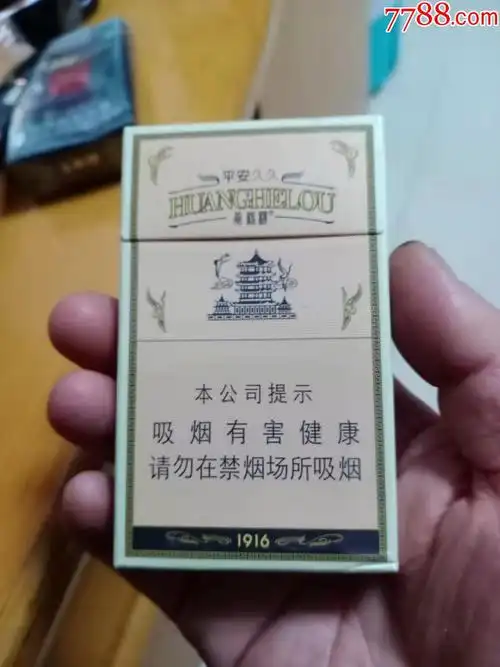 7788.com
平安久久
HUANGHELOU
黄鹤楼
本公司提示
吸烟有害健康
请勿在禁烟场所吸烟
1916